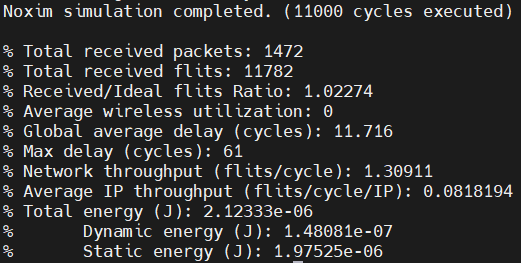 Noxim simulation completed. (11000 cycles executed)
% Total received packets: 1472
% Total received flits: 11782
% Received/Ideal flits Ratio: 1.02274
% Average wireless utilization: 0
% Global average delay (cycles): 11.716
% Max delay (cycles): 61
% Network throughput (flits/cycle): 1.30911
% Average IP throughput (flits/cycle/IP): 0.0818194
% Total energy (J): 2.12333e-06
%       Dynamic energy (J): 1.48081e-07
%       Static energy (J): 1.97525e-06